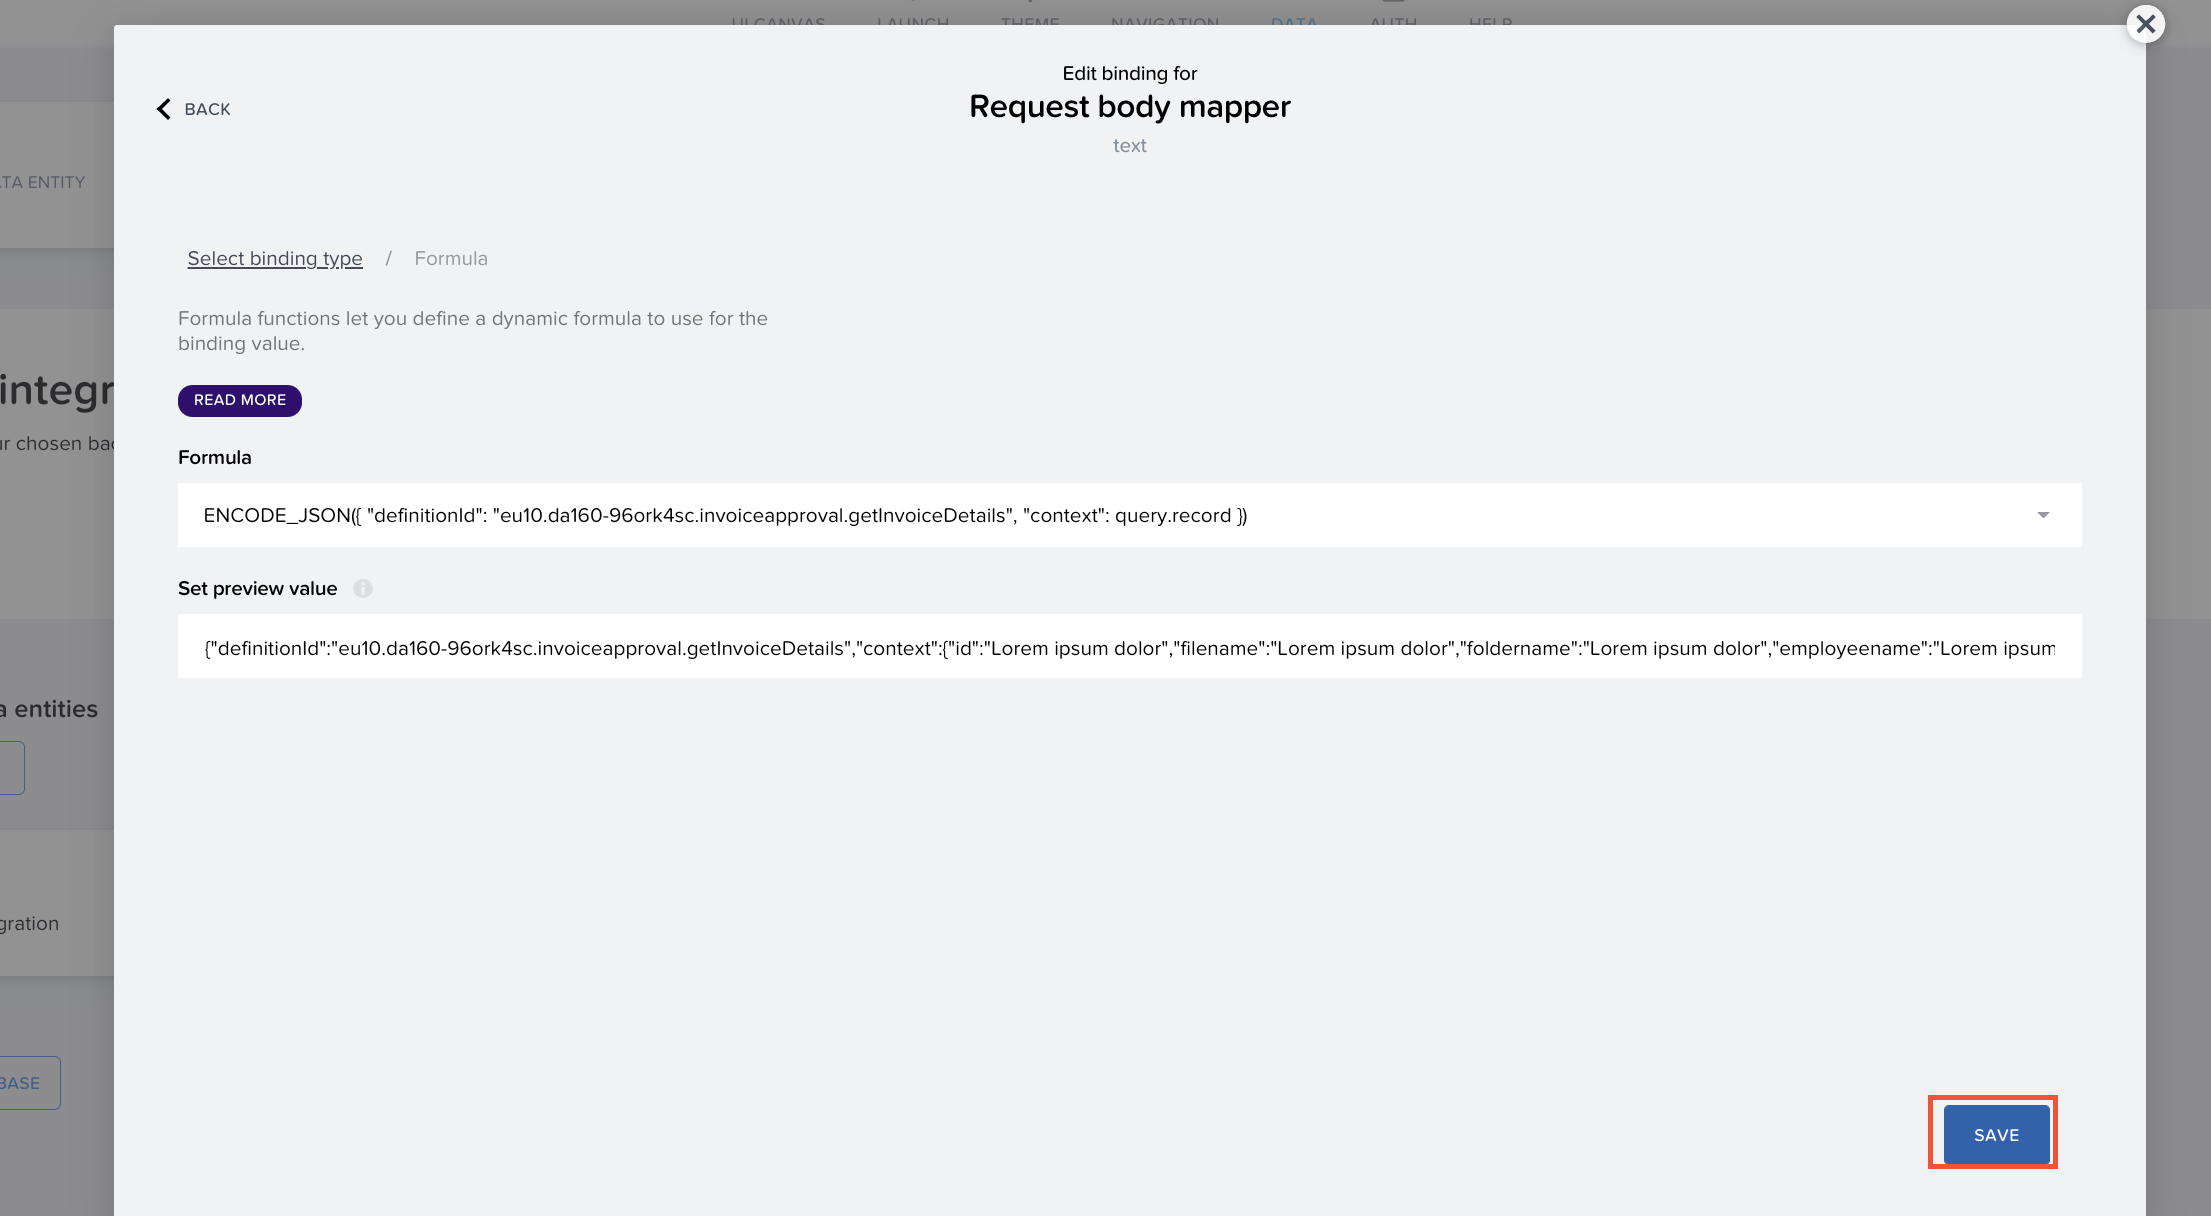 UI CANVAS LAUNCH THEME NAVIGATION DATA AUTH HELP
Edit binding for
BACK
Request body mapper
text
TA ENTITY
Select binding type / Formula
Formula functions let you define a dynamic formula to use for the
binding value.
integr
READ MORE
ur chosen bac
Formula
ENCODE_JSON({ "definitionId": "eu10.da160-96ork4sc.invoiceapproval.getInvoiceDetails", "context": query.record })
Set preview value
{"definitionId":"eu10.da160-96ork4sc.invoiceapproval.getInvoiceDetails","context":{"id":"Lorem ipsum dolor","filename":"Lorem ipsum dolor","foldername":"Lorem ipsum dolor","employeename":"Lorem ipsum
a entities
gration
BASE
SAVE